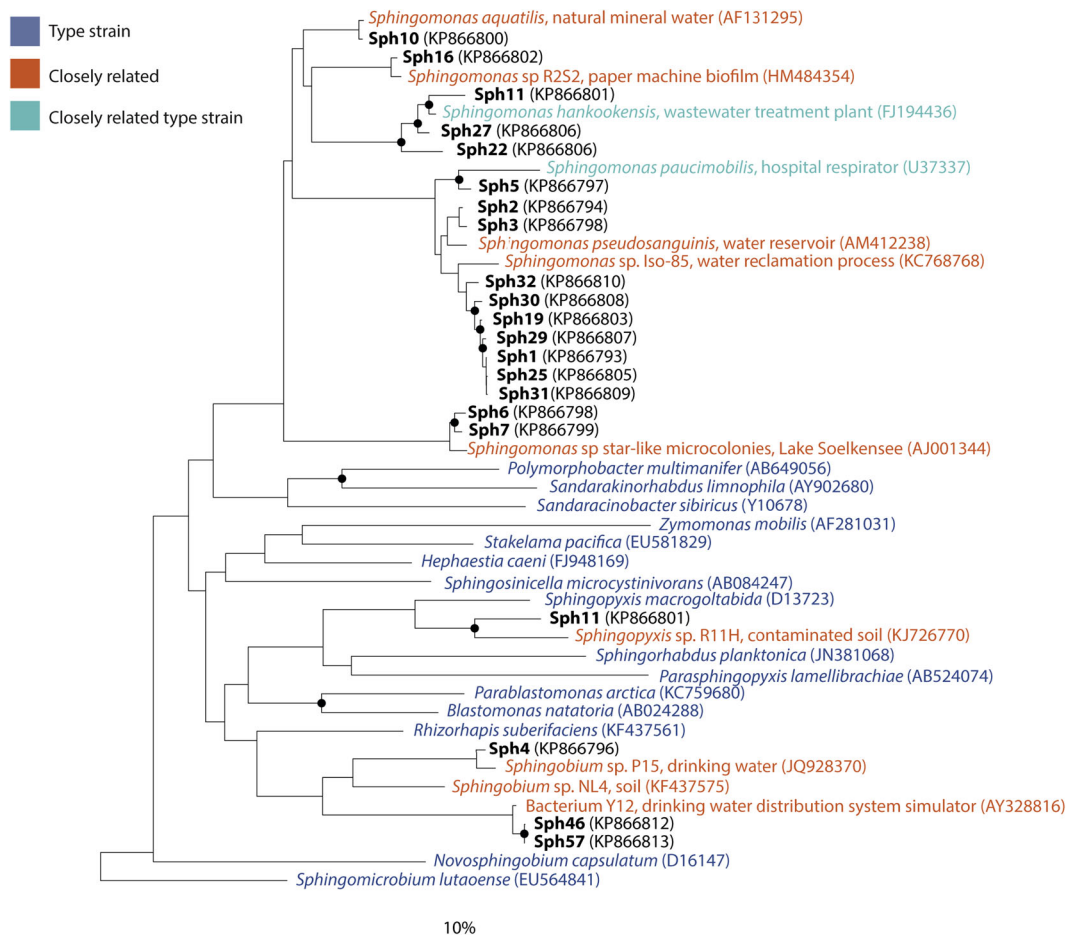 Type strain
Closely related
Closely related type strain
Sphingomonas aquatilis, natural mineral water (AF131295)
Sph10 (KP866800)
Sph16 (KP866802)
Sphingomonas sp R2S2, paper machine biofilm (HM484354)
Sph11 (KP866801)
Sphingomonas hankookensis, wastewater treatment plant (FJ194436)
Sph27 (KP866806)
Sph22 (KP866806)
Sphingomonas paucimobilis, hospital respirator (U37337)
Sph5 (KP866797)
Sph2 (KP866794)
Sph3 (KP866798)
Sphingomonas pseudosanguinis, water reservoir (AM412238)
Sphingomonas sp. Iso-85, water reclamation process (KC768768)
Sph32 (KP866810)
Sph30 (KP866808)
Sph19 (KP866803)
Sph29 (KP866807)
Sph1 (KP866793)
Sph25 (KP866805)
Sph31(KP866809)
Sph6 (KP866798)
Sph7 (KP866799)
Sphingomonas sp star-like microcolonies, Lake Soelkensee (AJ001344)
Polymorphobacter multimanifer (AB649056)
Sandarakinorhabdus limnophila (AY902680)
Sandaracinobacter sibiricus (Y10678)
Zymomonas mobilis (AF281031)
Stakelama pacifica (EU581829)
Hephaestia caeni (FJ948169)
Sphingosinicella microcystinivorans (AB084247)
Sphingopyxis macrogoltabida (D13723)
Sph11 (KP866801)
Sphingopyxis sp. R11H, contaminated soil (KJ726770)
Sphingorhabdus planktonica (JN381068)
Parasphingopyxis lamellibrachiae (AB524074)
Parablastomonas arctica (KC759680)
Blastomonas natatoria (AB024288)
Rhizorhapis suberifaciens (KF437561)
Sph4 (KP866796)
Sphingobium sp. P15, drinking water (JQ928370)
Sphingobium sp. NL4, soil (KF437575)
Bacterium Y12, drinking water distribution system simulator (AY328816)
Sph46 (KP866812)
Sph57 (KP866813)
Novosphingobium capsulatum (D16147)
Sphingomicrobium lutaoense (EU564841)
10%